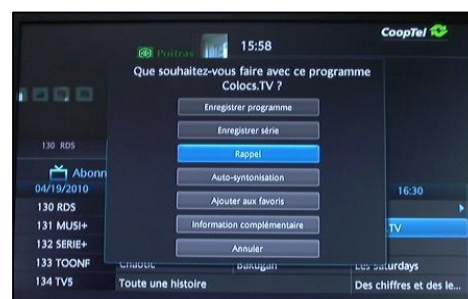 CoopTel
Poitras 15:58
Que souhaitez-vous faire avec ce programme
Colocs.TV ?
Enregistrer programme
Enregistrer série
130 RDS
Rappel
Abonn
Auto-syntonisation
04/19/2010
16:30
Ajouter aux favoris
130 RDS
Information complémentaire
131 MUSI+
TV
132 SERIE+
Annuler
133 TOONF Chaotic Bakugan Les Saturdays
134 TV5 Toute une histoire Des chiffres et des le...